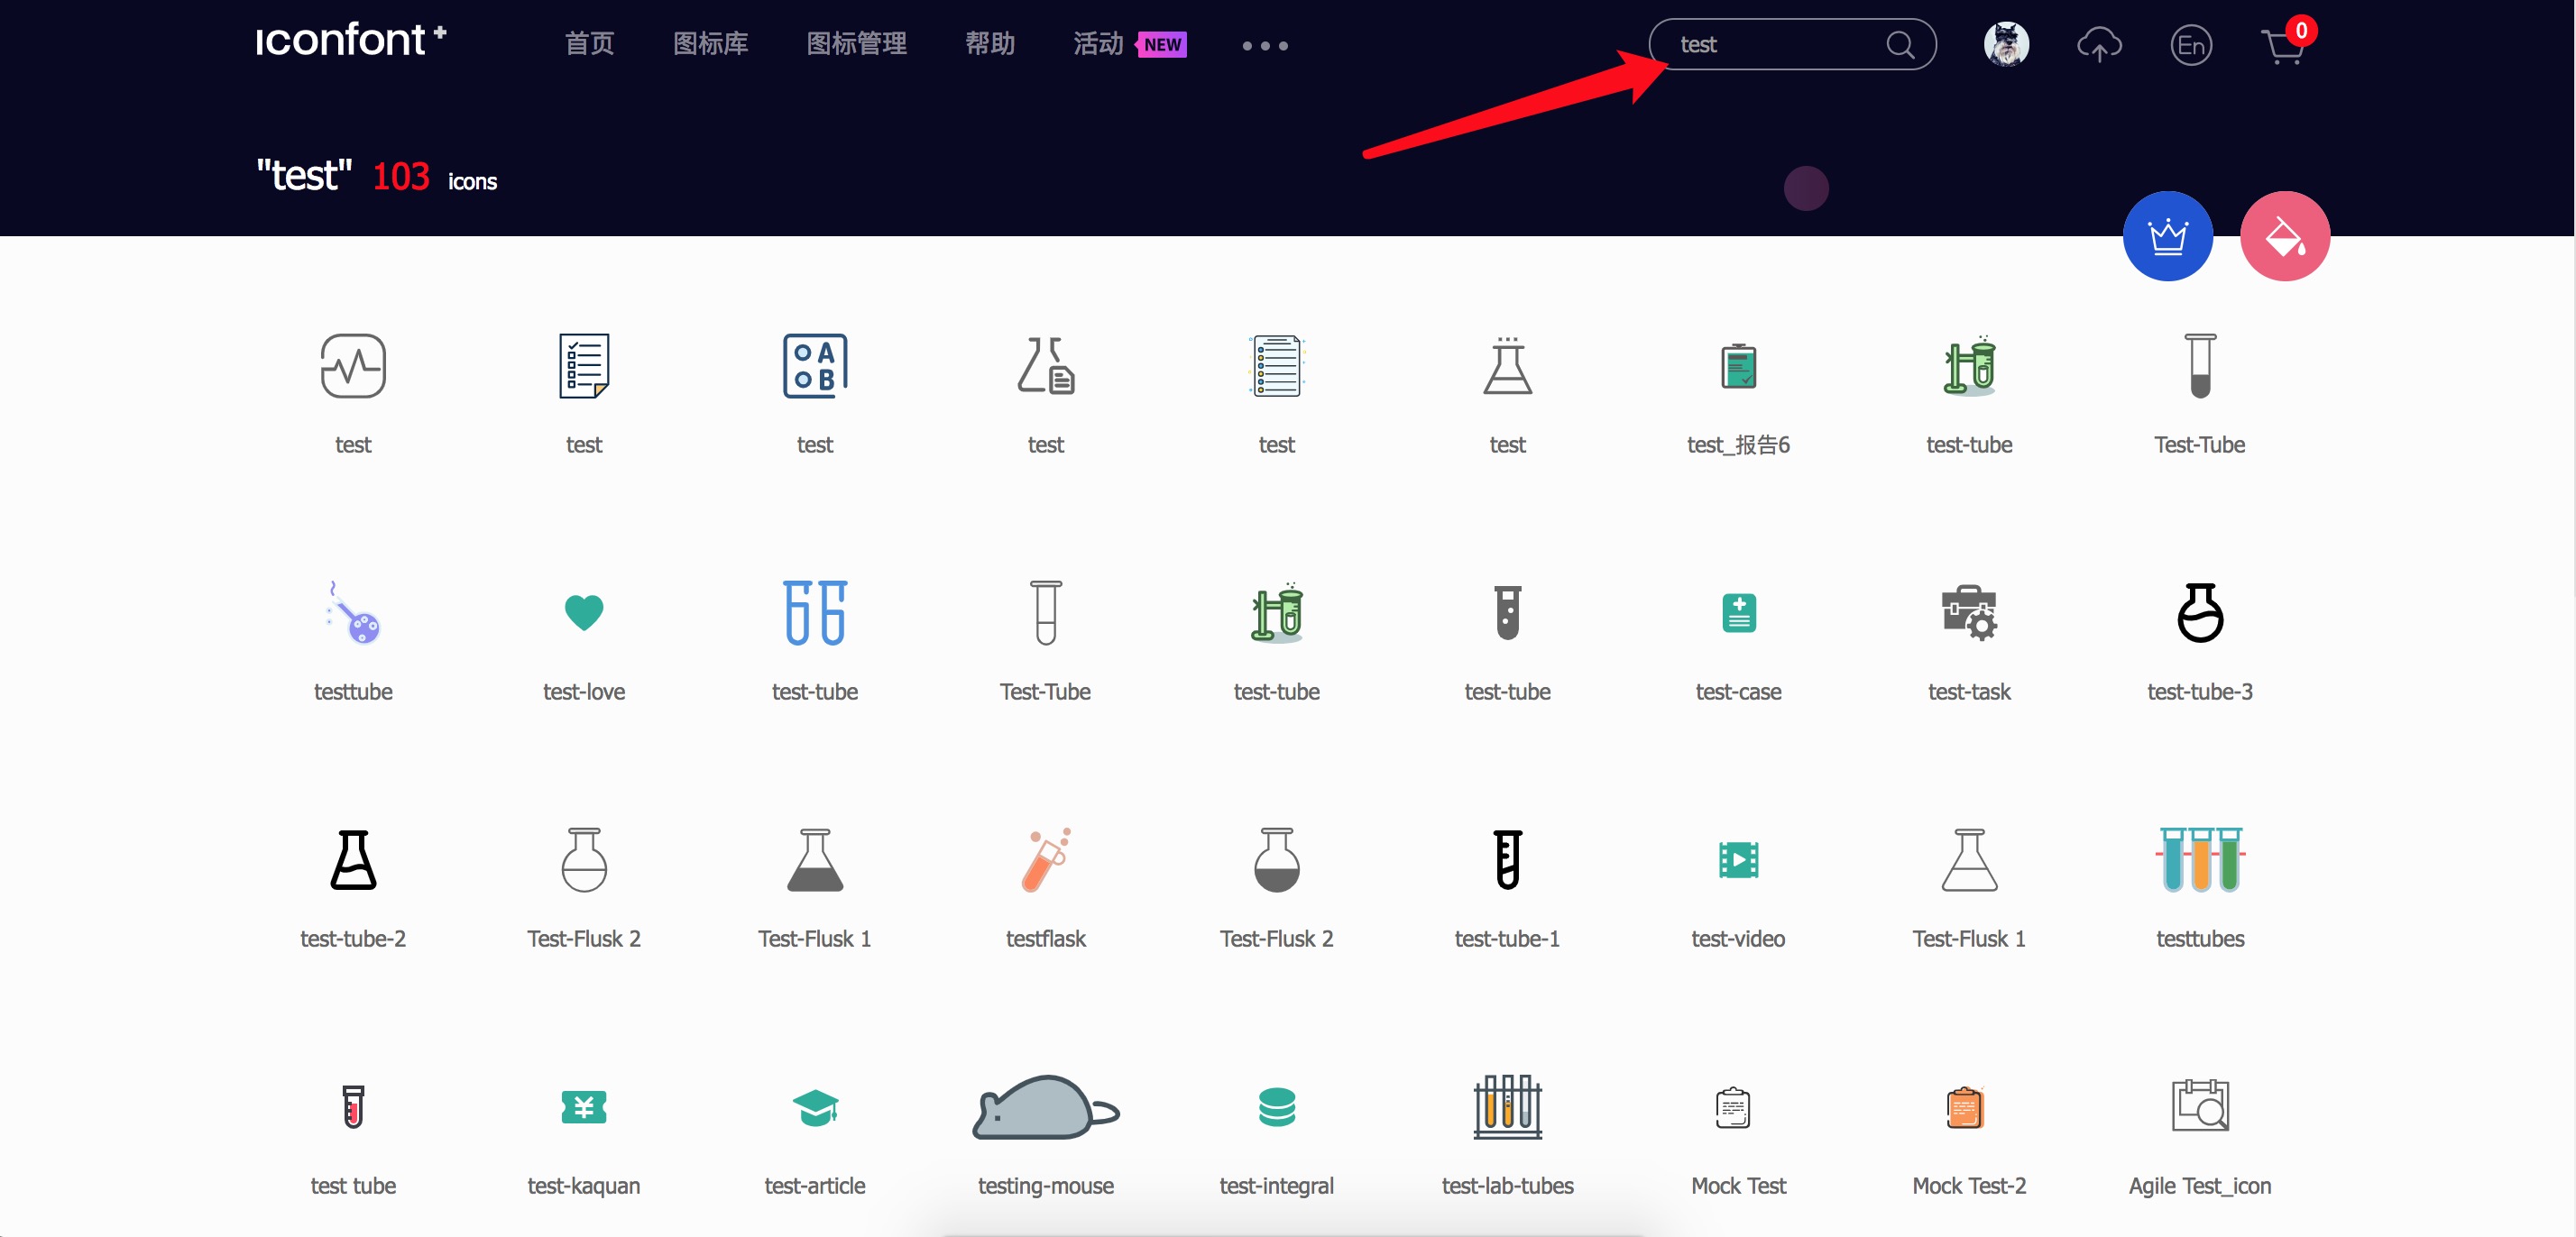 iconfont+ 首页 图标库 图标管理 帮助 活动 NEW test En 0
"test" 103 icons
A
B
test test test test test test test_报告6 test-tube Test-Tube
testtube test-love test-tube Test-Tube test-tube test-tube test-case test-task test-tube-3
test-tube-2 Test-Flusk 2 Test-Flusk 1 testflask Test-Flusk 2 test-tube-1 test-video Test-Flusk 1 testtubes
¥
test tube test-kaquan test-article testing-mouse test-integral test-lab-tubes Mock Test Mock Test-2 Agile Test_icon